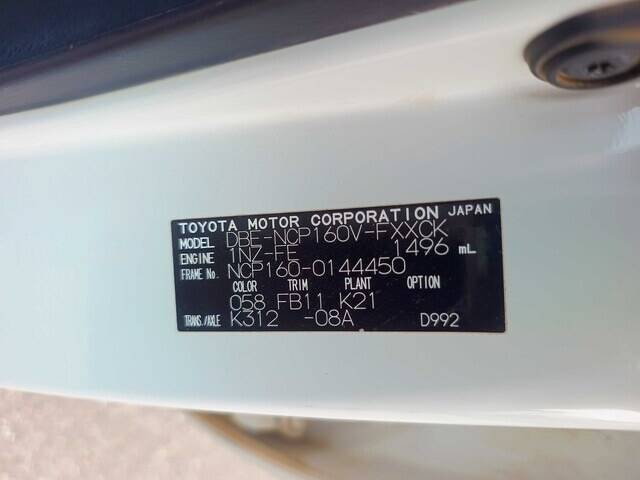 TOYOTA MOTOR CORPORATION JAPAN
MODEL DBE-NCP160V-FXXCK
ENGINE 1NZ-FE 1496 mL
FRAME No. NCP160-0144450
COLOR TRIM PLANT OPTION
058 FB11 K21
TRANS./AXLE K312 -08A D992